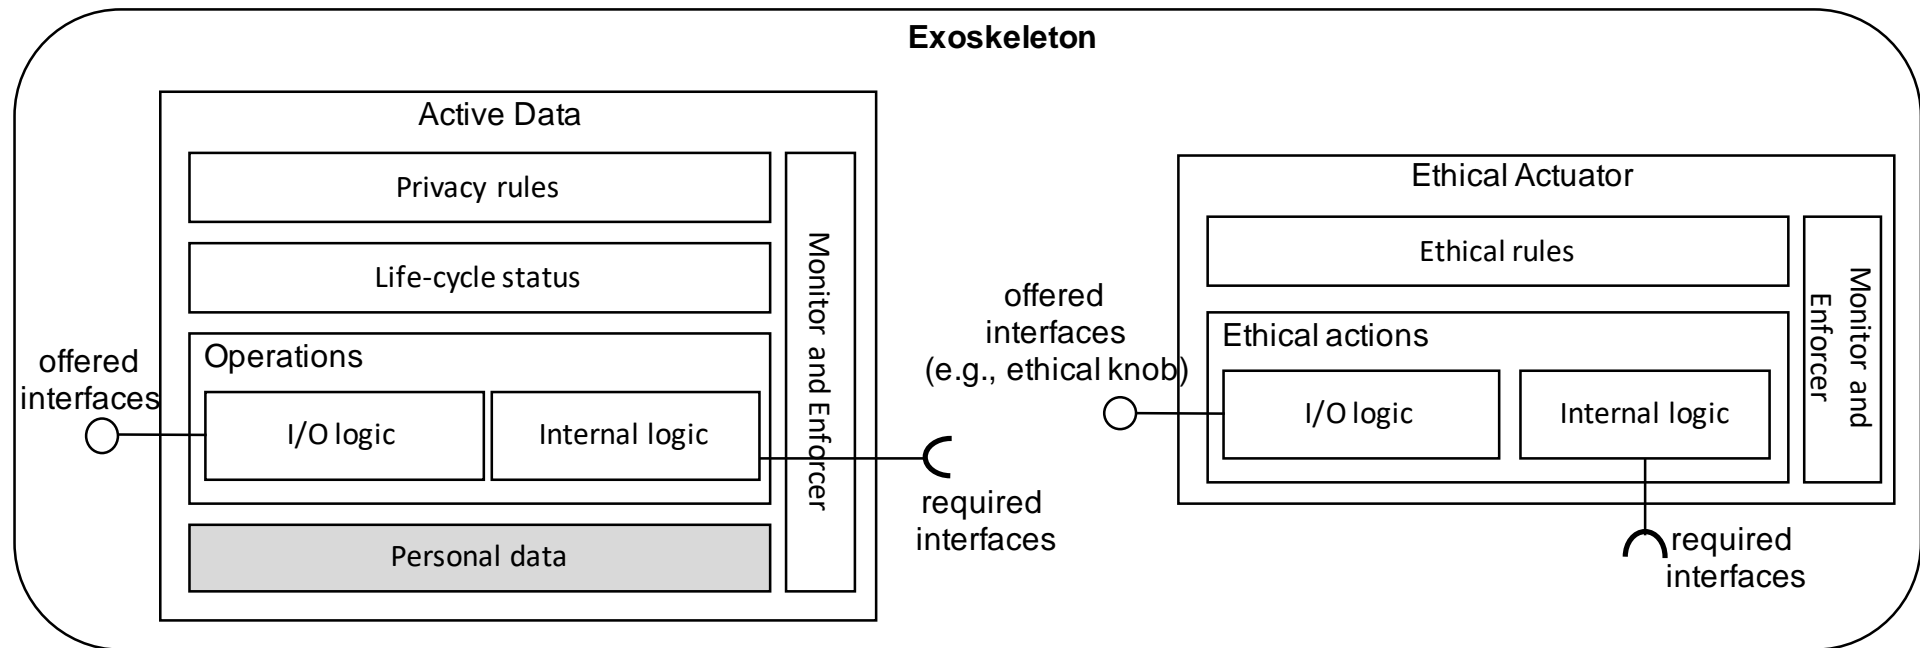 Exoskeleton
Active Data
Privacy rules
Life-cycle status
Operations
I/O logic
Internal logic
Personal data
Monitor and Enforcer
offered
interfaces
required
interfaces
Ethical Actuator
Ethical rules
Ethical actions
I/O logic
Internal logic
Monitor and
Enforcer
offered
interfaces
(e.g., ethical knob)
required
interfaces